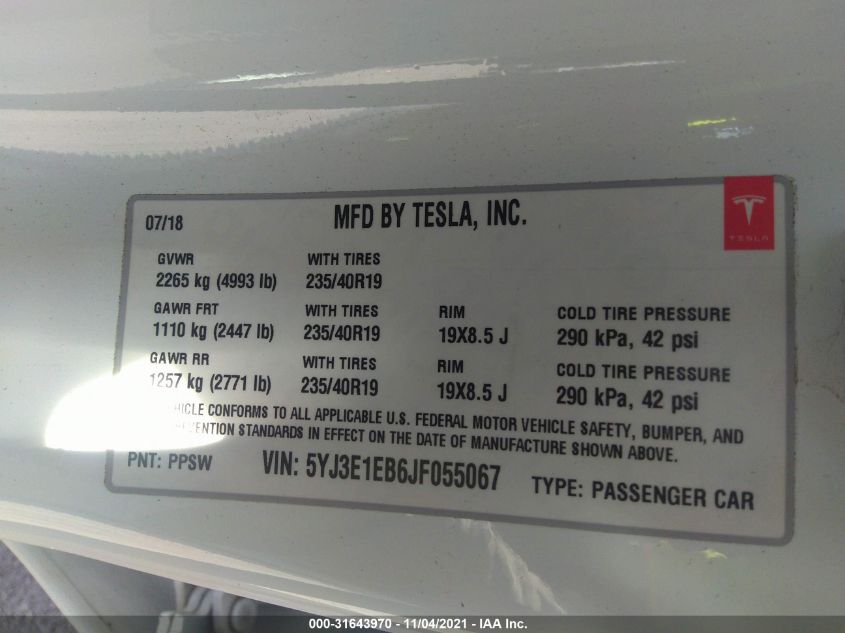 07/18 MFD BY TESLA, INC.
TESLA
GVWR WITH TIRES
2265 kg (4993 lb) 235/40R19
GAWR FRT WITH TIRES RIM COLD TIRE PRESSURE
1110 kg (2447 lb) 235/40R19 19X8.5 J 290 kPa, 42 psi
GAWR RR WITH TIRES RIM COLD TIRE PRESSURE
1257 kg (2771 lb) 235/40R19 19X8.5 J 290 kPa, 42 psi
CONFORMS TO ALL APPLICABLE U.S. FEDERAL MOTOR VEHICLE SAFETY, BUMPER, AND
STANDARDS IN EFFECT ON THE DATE OF MANUFACTURE SHOWN ABOVE.
PNT: PPSW VIN: 5YJ3E1EB6JF055067 TYPE: PASSENGER CAR
000-31643970 - 11/04/2021 - IAA Inc.